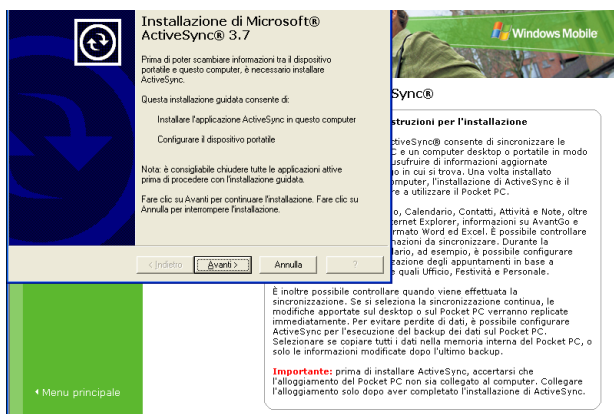 Installazione di Microsoft®
ActiveSync® 3.7
Prima di poter scambiare informazioni tra il dispositivo
portatile e questo computer, è necessario installare
ActiveSync.
Questa installazione guidata consente di:
Installare l'applicazione ActiveSync in questo computer
Configurare il dispositivo portatile
Nota: è consigliabile chiudere tutte le applicazioni attive
prima di procedere con l'installazione guidata.
Fare clic su Avanti per continuare l'installazione. Fare clic su
Annulla per interrompere l'installazione.
< Indietro
Avanti >
Annulla
?
Windows Mobile
Sync®
struzioni per l'installazione
ctiveSync® consente di sincronizzare le
C e un computer desktop o portatile in modo
usufruire di informazioni aggiornate
o in cui si trova. Una volta installato
omputer, l'installazione di ActiveSync è il
re a utilizzare il Pocket PC.
o, Calendario, Contatti, Attività e Note, oltre
ernet Explorer, informazioni su AvantGo e
rmato Word ed Excel. È possibile controllare
mazioni da sincronizzare. Durante la
dario, ad esempio, è possibile configurare
zazione degli appuntamenti in base a
e quali Ufficio, Festività e Personale.
È inoltre possibile controllare quando viene effettuata la
sincronizzazione. Se si seleziona la sincronizzazione continua, le
modifiche apportate sul desktop o sul Pocket PC verranno replicate
immediatamente. Per evitare perdite di dati, è possibile configurare
ActiveSync per l'esecuzione del backup dei dati sul Pocket PC.
Selezionare se copiare tutti i dati nella memoria interna del Pocket PC, o
solo le informazioni modificate dopo l'ultimo backup.
Importante: prima di installare ActiveSync, accertarsi che
l'alloggiamento del Pocket PC non sia collegato al computer. Collegare
l'alloggiamento solo dopo aver completato l'installazione di ActiveSync.
Menu principale